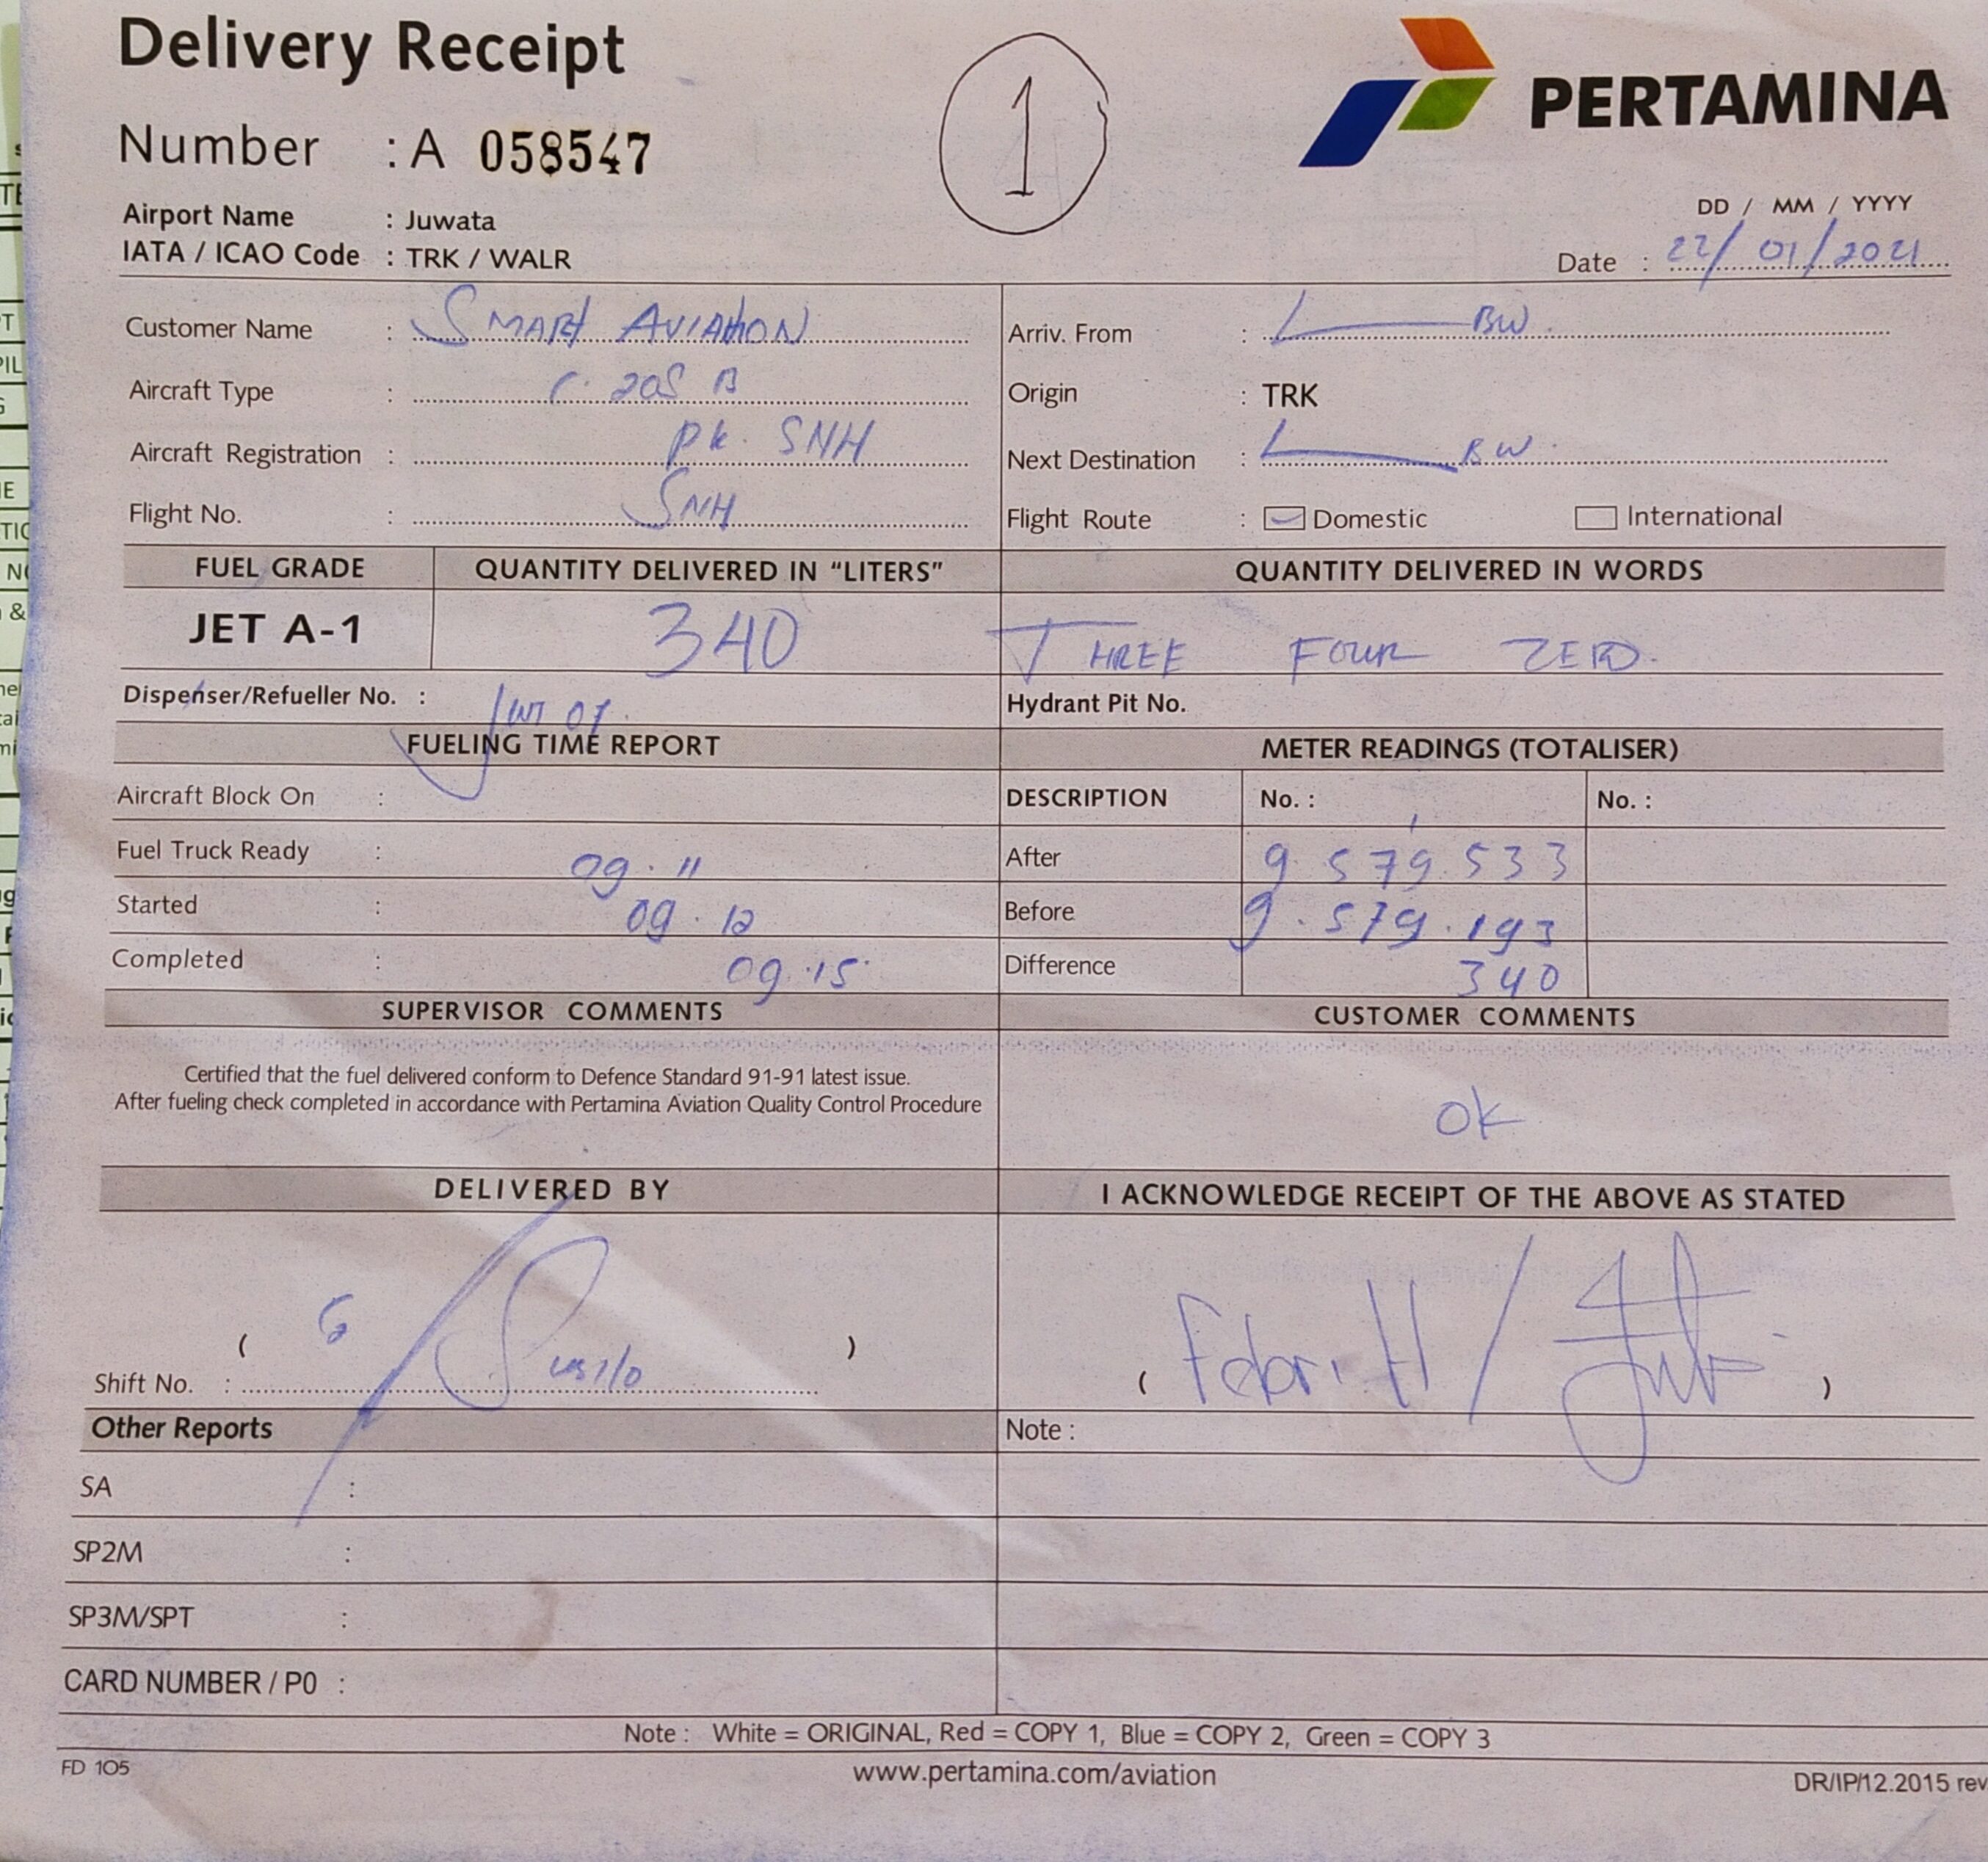 Delivery Receipt
1
PERTAMINA
Number : A 058547
DD / MM / YYYY
Airport Name : Juwata
IATA / ICAO Code : TRK / WALR
Date : 22/01/2021
Customer Name : SMART AVIATION
Arriv. From : L BW
Aircraft Type : C. 208 B
Origin : TRK
Aircraft Registration : PK. SNH
Next Destination : L BW.
Flight No. : SNH
Flight Route : Domestic International
FUEL GRADE QUANTITY DELIVERED IN “LITERS” QUANTITY DELIVERED IN WORDS
JET A-1 340 THREE FOUR ZERO.
Dispenser/Refueller No. : JWT 07.
Hydrant Pit No.
FUELING TIME REPORT METER READINGS (TOTALISER)
Aircraft Block On :
DESCRIPTION No. : No. :
Fuel Truck Ready : 09.11
After 9.579.533
Started : 09.12
Before 9.579.193
Completed : 09.15
Difference 340
SUPERVISOR COMMENTS CUSTOMER COMMENTS
Certified that the fuel delivered conform to Defence Standard 91-91 latest issue.
After fueling check completed in accordance with Pertamina Aviation Quality Control Procedure
OK
DELIVERED BY I ACKNOWLEDGE RECEIPT OF THE ABOVE AS STATED
( / Susilo )
( Febri H / )
Shift No. :
Other Reports Note :
SA :
SP2M :
SP3M/SPT :
CARD NUMBER / P0 :
Note : White = ORIGINAL, Red = COPY 1, Blue = COPY 2, Green = COPY 3
FD 105 www.pertamina.com/aviation DR/IP/12.2015 rev